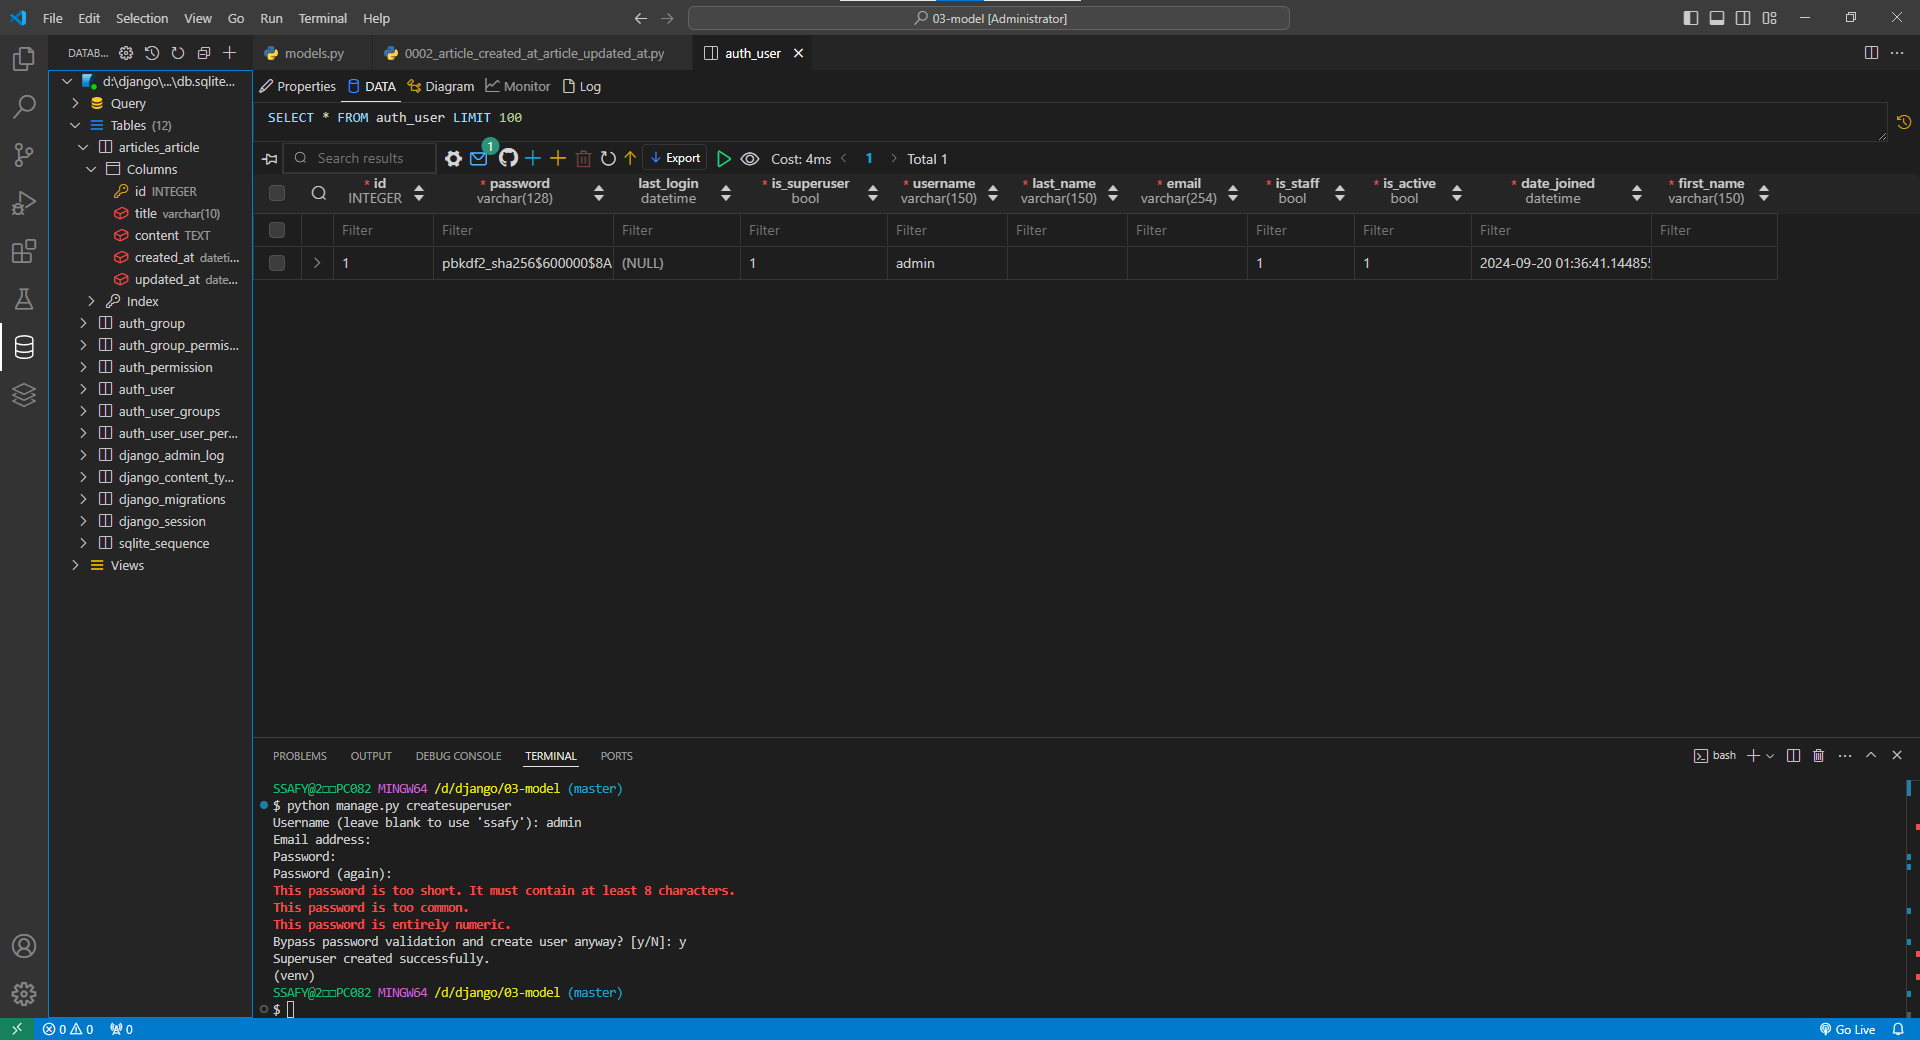 File Edit Selection View Go Run Terminal Help
03-model [Administrator]
DATAB...
models.py
0002_article_created_at_article_updated_at.py
auth_user
d:\django\...\db.sqlite...
Query
Tables (12)
articles_article
Columns
id INTEGER
title varchar(10)
content TEXT
created_at dateti...
updated_at date...
Index
auth_group
auth_group_permis...
auth_permission
auth_user
auth_user_groups
auth_user_user_per...
django_admin_log
django_content_ty...
django_migrations
django_session
sqlite_sequence
Views
Properties DATA Diagram Monitor Log
SELECT * FROM auth_user LIMIT 100
Search results 1 Export Cost: 4ms 1 Total 1
* id * password last_login * is_superuser * username * last_name * email * is_staff * is_active * date_joined * first_name
INTEGER varchar(128) datetime bool varchar(150) varchar(150) varchar(254) bool bool datetime varchar(150)
Filter Filter Filter Filter Filter Filter Filter Filter Filter Filter Filter
1 pbkdf2_sha256$600000$8A (NULL) 1 admin 1 1 2024-09-20 01:36:41.144855
PROBLEMS OUTPUT DEBUG CONSOLE TERMINAL PORTS
bash
SSAFY@2□□PC082 MINGW64 /d/django/03-model (master)
$ python manage.py createsuperuser
Username (leave blank to use 'ssafy'): admin
Email address:
Password:
Password (again):
This password is too short. It must contain at least 8 characters.
This password is too common.
This password is entirely numeric.
Bypass password validation and create user anyway? [y/N]: y
Superuser created successfully.
(venv)
SSAFY@2□□PC082 MINGW64 /d/django/03-model (master)
$
0 0 0 Go Live